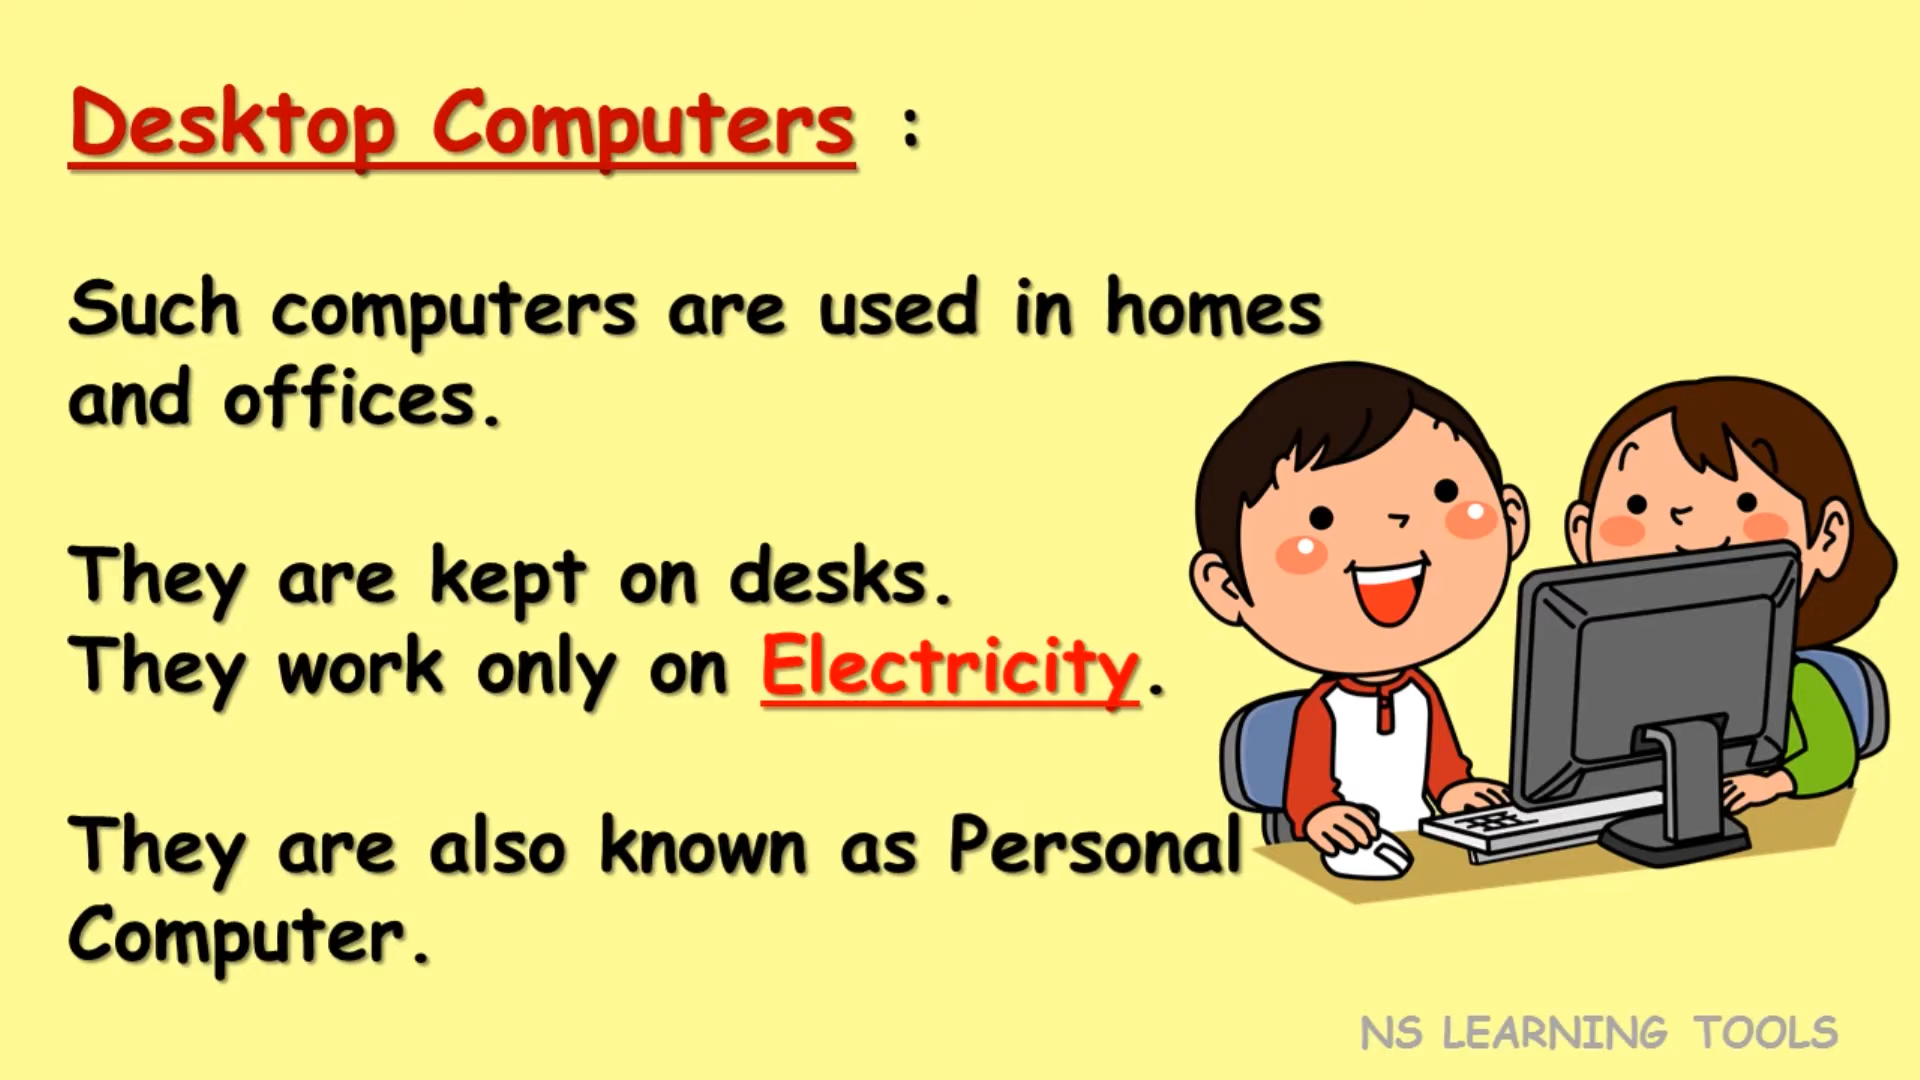 Desktop Computers :
Such computers are used in homes
and offices.
They are kept on desks.
They work only on Electricity.
They are also known as Personal
Computer.
NS LEARNING TOOLS